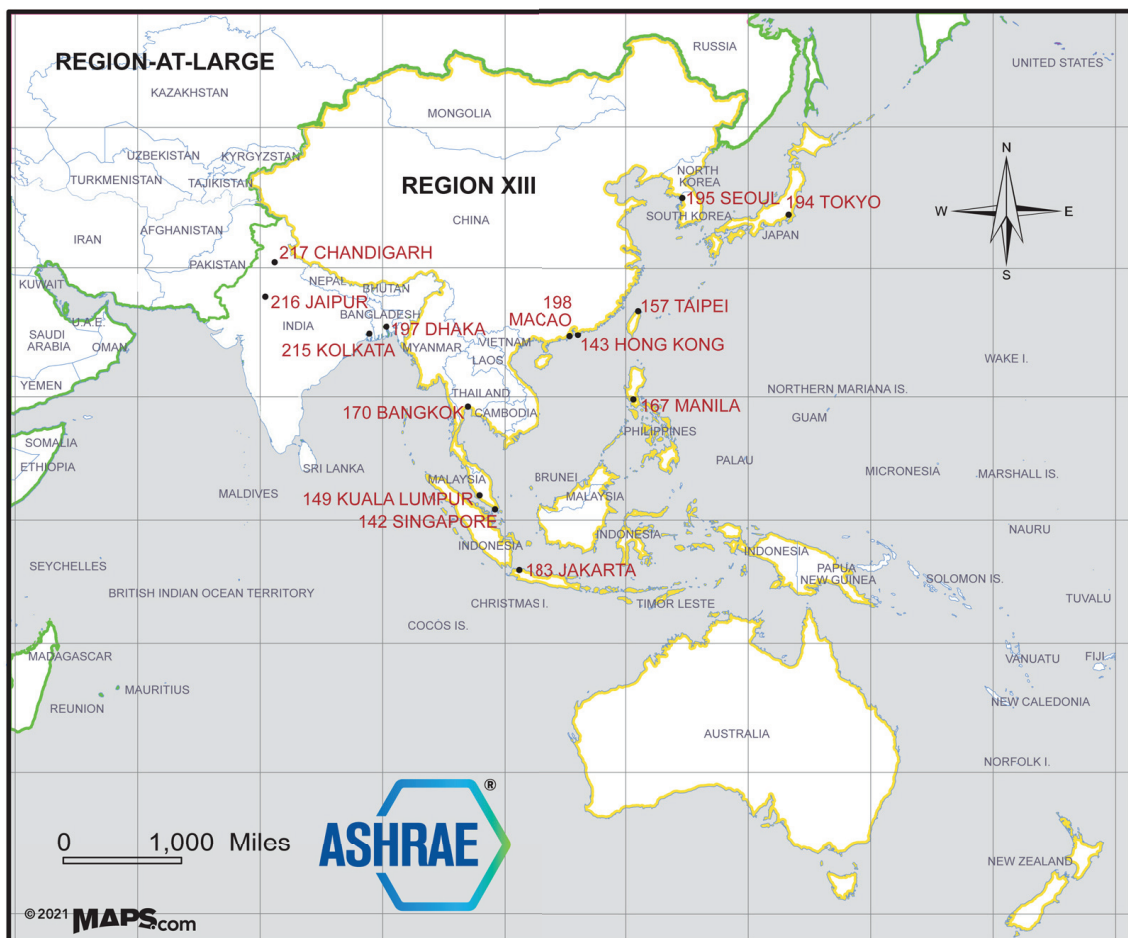 REGION-AT-LARGE
RUSSIA
UNITED STATES
KAZAKHSTAN
MONGOLIA
UZBEKISTAN
KYRGYZSTAN
TURKMENISTAN
TAJIKISTAN
REGION XIII
NORTH
KOREA
195 SEOUL
194 TOKYO
SOUTH KOREA
JAPAN
CHINA
N
W
E
S
IRAN
AFGHANISTAN
PAKISTAN
217 CHANDIGARH
KUWAIT
NEPAL
BHUTAN
216 JAIPUR
BANGLADESH
INDIA
197 DHAKA
215 KOLKATA
MYANMAR
198
MACAO
157 TAIPEI
143 HONG KONG
VIETNAM
LAOS
U.A.E.
SAUDI
ARABIA
OMAN
YEMEN
WAKE I.
THAILAND
170 BANGKOK
CAMBODIA
167 MANILA
PHILIPPINES
NORTHERN MARIANA IS.
GUAM
SOMALIA
ETHIOPIA
SRI LANKA
MALDIVES
MALAYSIA
149 KUALA LUMPUR
142 SINGAPORE
BRUNEI
MALAYSIA
PALAU
MICRONESIA
MARSHALL IS.
NAURU
INDONESIA
INDONESIA
INDONESIA
183 JAKARTA
PAPUA
NEW GUINEA
SOLOMON IS.
TUVALU
SEYCHELLES
BRITISH INDIAN OCEAN TERRITORY
CHRISTMAS I.
TIMOR LESTE
COCOS IS.
MADAGASCAR
MAURITIUS
REUNION
VANUATU
FIJI
NEW CALEDONIA
AUSTRALIA
NORFOLK I.
NEW ZEALAND
0 1,000 Miles
ASHRAE®
© 2021 MAPS.com